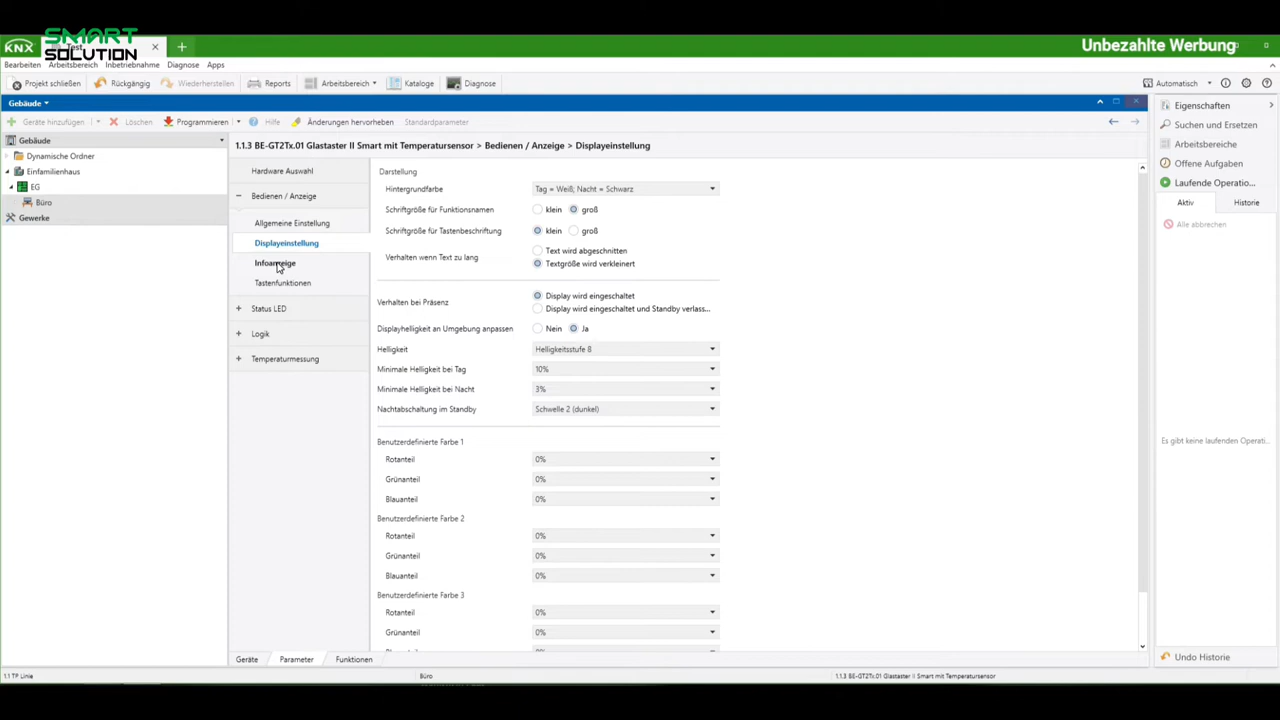 SMART
SOLUTION
KNX
Test
Unbezahlte Werbung
Bearbeiten Arbeitsbereich Inbetriebnahme Diagnose Apps
Projekt schließen Rückgängig Wiederherstellen Reports Arbeitsbereich Kataloge Diagnose Automatisch
Gebäude
Geräte hinzufügen Löschen Programmieren Hilfe Änderungen hervorheben Standardparameter
Gebäude
Dynamische Ordner
Einfamilienhaus
EG
Büro
Gewerke
1.1.3 BE-GT2Tx.01 Glastaster II Smart mit Temperatursensor > Bedienen / Anzeige > Displayeinstellung
Hardware Auswahl
Bedienen / Anzeige
Allgemeine Einstellung
Displayeinstellung
Infoanzeige
Tastenfunktionen
Status LED
Logik
Temperaturmessung
Darstellung
Hintergrundfarbe Tag = Weiß; Nacht = Schwarz
Schriftgröße für Funktionsnamen klein groß
Schriftgröße für Tastenbeschriftung klein groß
Verhalten wenn Text zu lang Text wird abgeschnitten
Textgröße wird verkleinert
Verhalten bei Präsenz Display wird eingeschaltet
Display wird eingeschaltet und Standby verlass...
Displayhelligkeit an Umgebung anpassen Nein Ja
Helligkeit Helligkeitsstufe 8
Minimale Helligkeit bei Tag 10%
Minimale Helligkeit bei Nacht 3%
Nachtabschaltung im Standby Schwelle 2 (dunkel)
Benutzerdefinierte Farbe 1
Rotanteil 0%
Grünanteil 0%
Blauanteil 0%
Benutzerdefinierte Farbe 2
Rotanteil 0%
Grünanteil 0%
Blauanteil 0%
Benutzerdefinierte Farbe 3
Rotanteil 0%
Grünanteil 0%
Eigenschaften
Suchen und Ersetzen
Arbeitsbereiche
Offene Aufgaben
Laufende Operatio...
Aktiv Historie
Alle abbrechen
Es gibt keine laufenden Operati...
Undo Historie
Geräte Parameter Funktionen
1.1 TP Linie Büro 1.1.3 BE-GT2Tx.01 Glastaster II Smart mit Temperatursensor